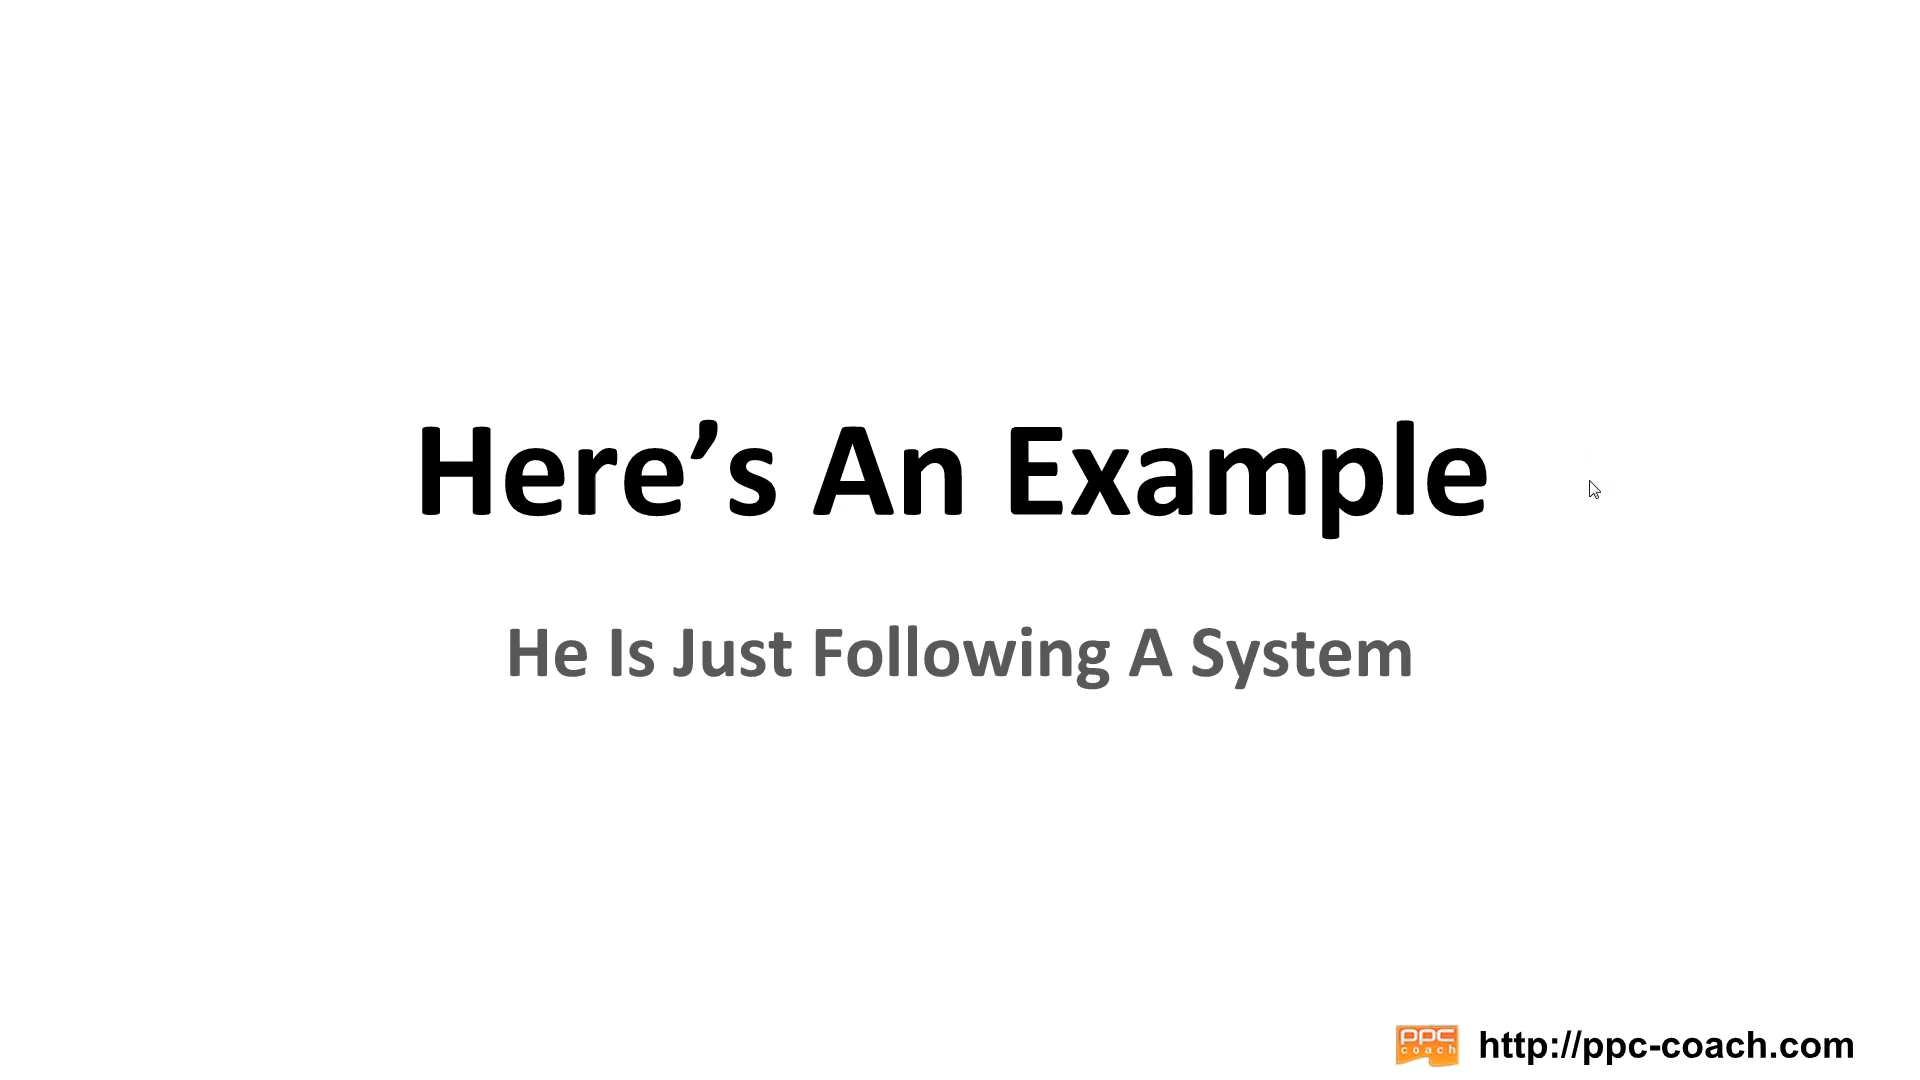 Here’s An Example
He Is Just Following A System
ppc
coach
http://ppc-coach.com